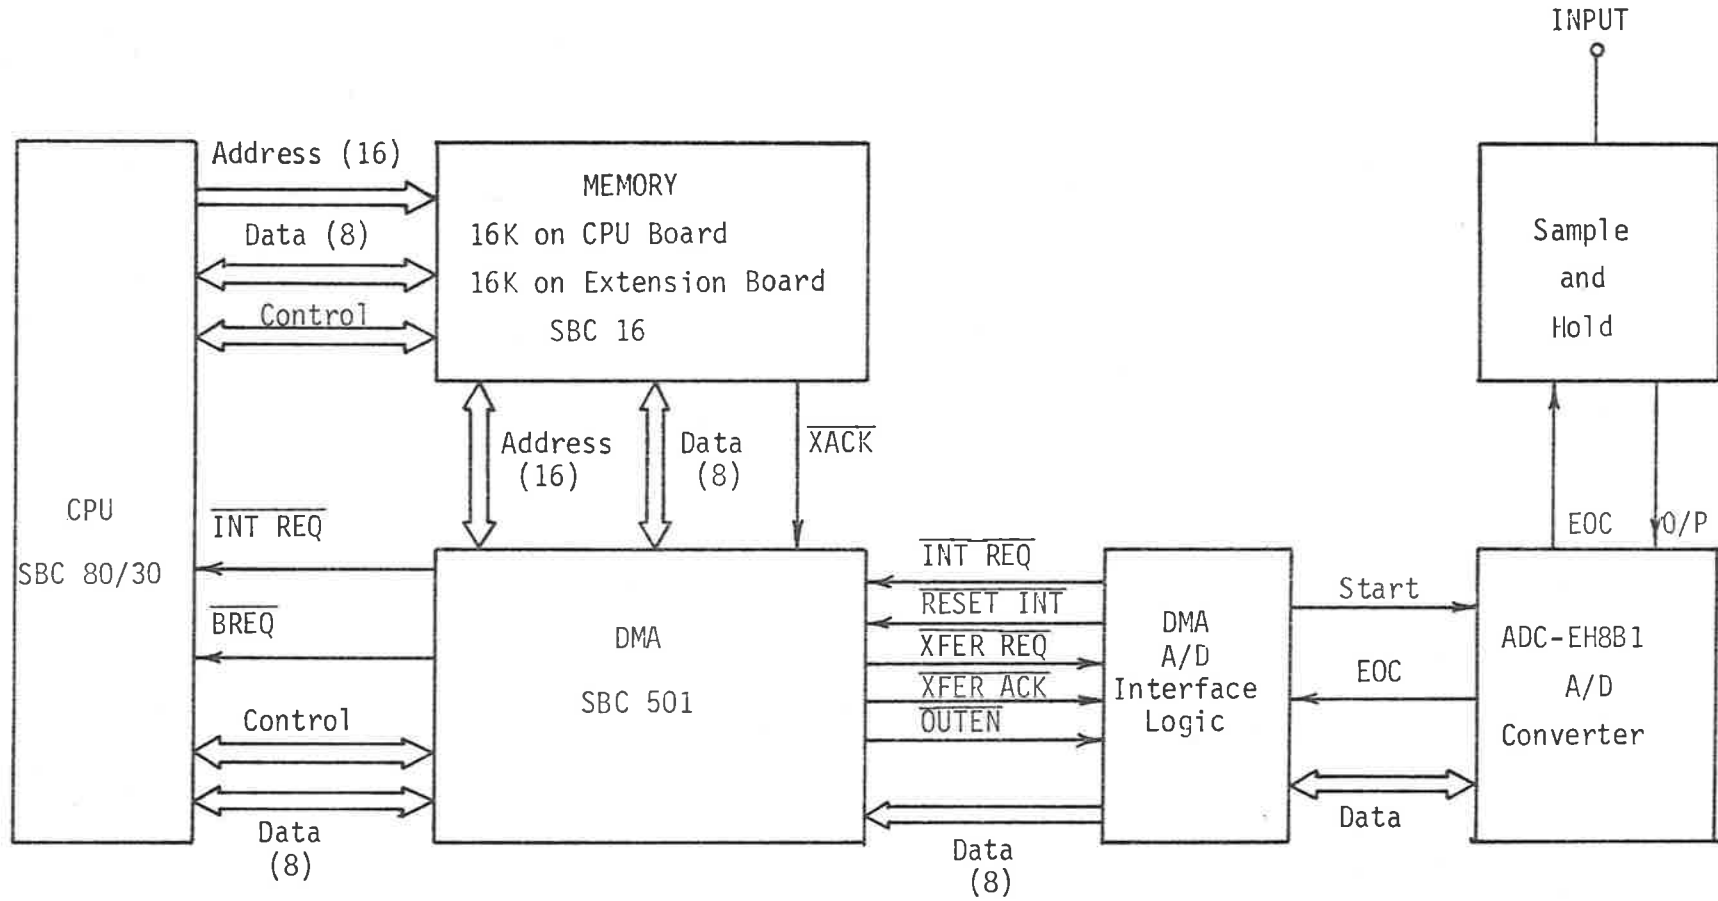 INPUT
Address (16)
Data (8)
Control
MEMORY
16K on CPU Board
16K on Extension Board
SBC 16
Sample
and
Hold
Address
(16)
Data
(8)
XACK
EOC
O/P
CPU
SBC 80/30
INT REQ
BREQ
Control
Data
(8)
DMA
SBC 501
INT REQ
RESET INT
XFER REQ
XFER ACK
OUTEN
Data
(8)
DMA
A/D
Interface
Logic
Start
EOC
Data
ADC-EH8B1
A/D
Converter